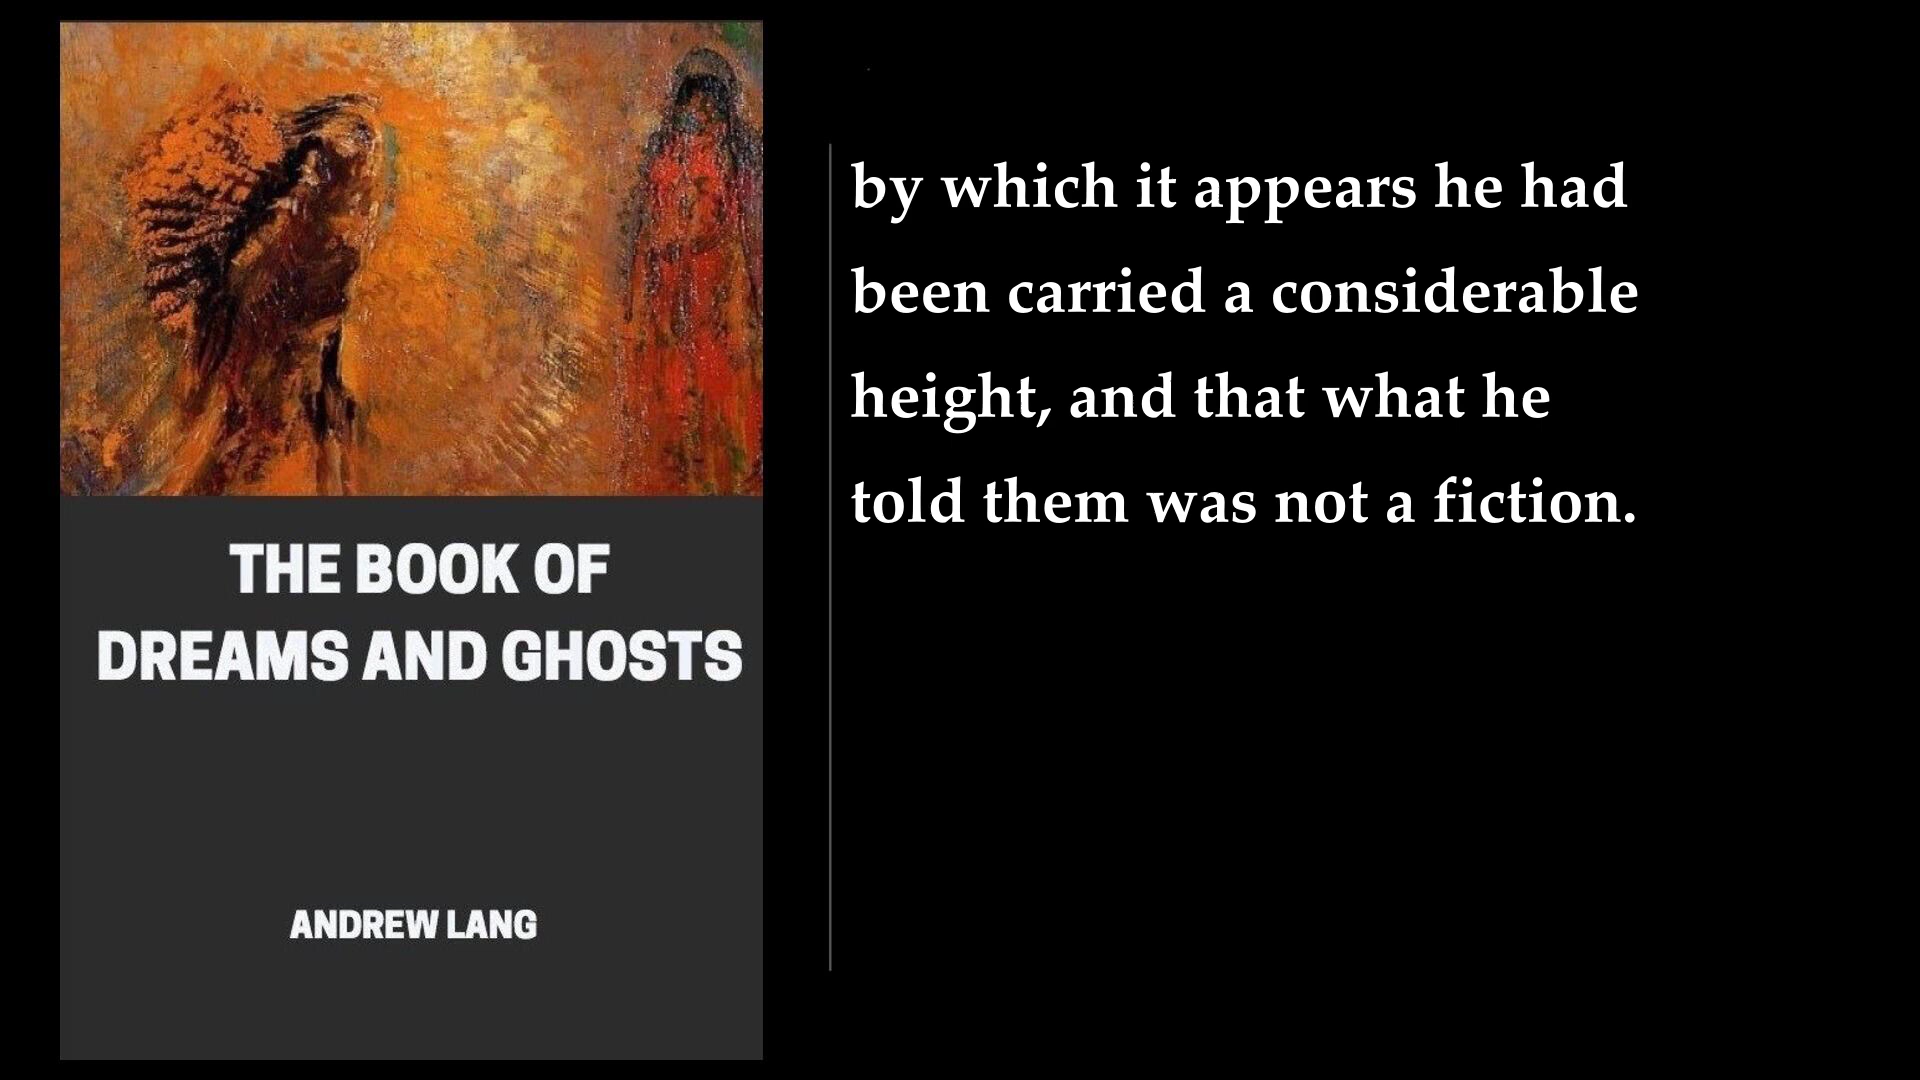 THE BOOK OF
DREAMS AND GHOSTS
ANDREW LANG
by which it appears he had
been carried a considerable
height, and that what he
told them was not a fiction.